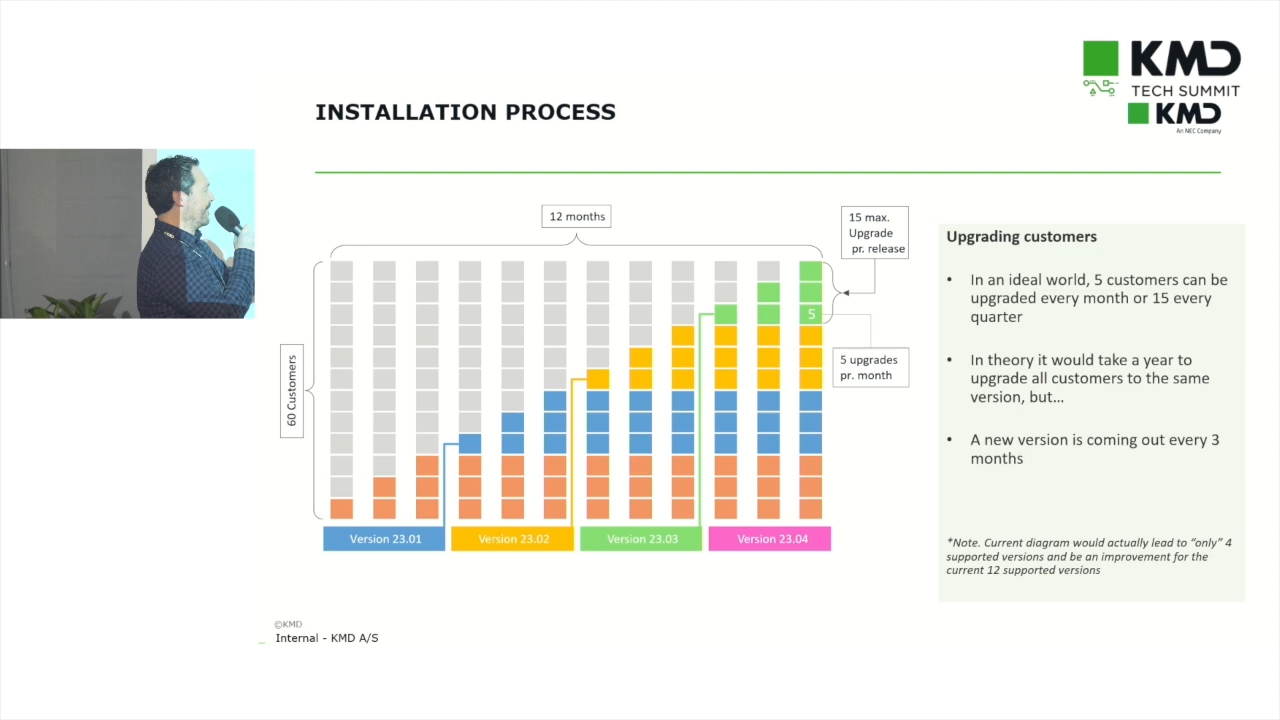 KMD
TECH SUMMIT
KMD
An NEC Company
INSTALLATION PROCESS
12 months
15 max.
Upgrade
pr. release
60 Customers
5
5 upgrades
pr. month
Version 23.01
Version 23.02
Version 23.03
Version 23.04
Upgrading customers
• In an ideal world, 5 customers can be
upgraded every month or 15 every
quarter
• In theory it would take a year to
upgrade all customers to the same
version, but...
• A new version is coming out every 3
months
*Note. Current diagram would actually lead to “only” 4
supported versions and be an improvement for the
current 12 supported versions
©KMD
Internal - KMD A/S